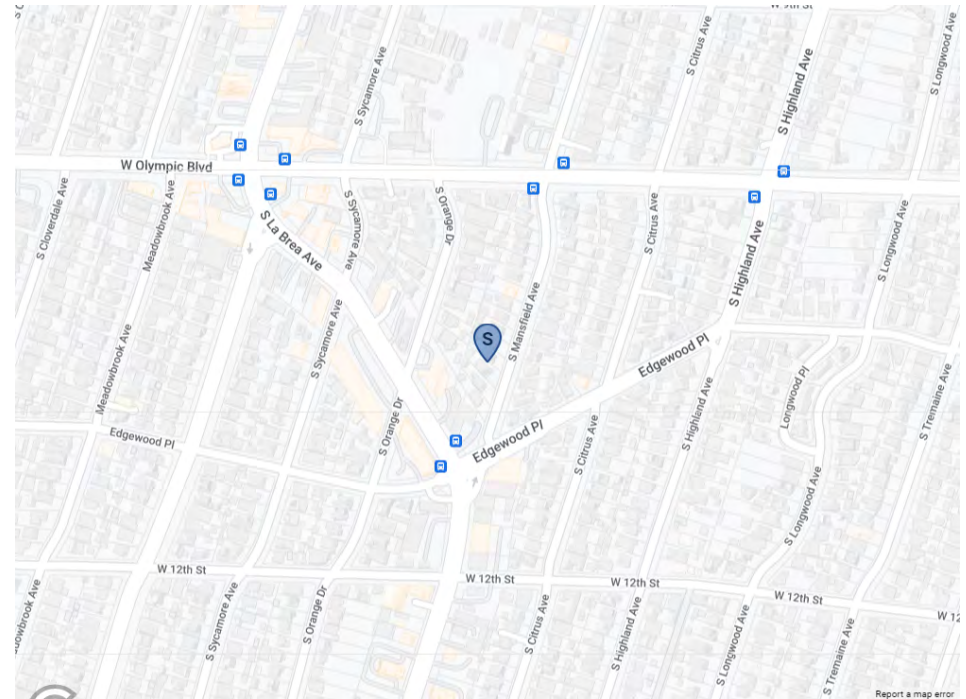 W 9th St
S Citrus Ave
S Highland Ave
S Longwood Ave
S Sycamore Ave
W Olympic Blvd
S Cloverdale Ave
Meadowbrook Ave
S La Brea Ave
S Sycamore Ave
S Orange Dr
S Citrus Ave
S Highland Ave
S Longwood Ave
S
S Mansfield Ave
S Sycamore Ave
Edgewood Pl
Meadowbrook Ave
Longwood Pl
S Tremaine Ave
S Orange Dr
S Highland Ave
Edgewood Pl
Edgewood Pl
S Citrus Ave
S Longwood Ave
W 12th St
W 12th St
W 12th St
W 12th St
W 12
dowbrook Ave
S Sycamore Ave
S Orange Dr
S Citrus Ave
S Highland Ave
S Longwood Ave
S Tremaine Ave
Report a map error